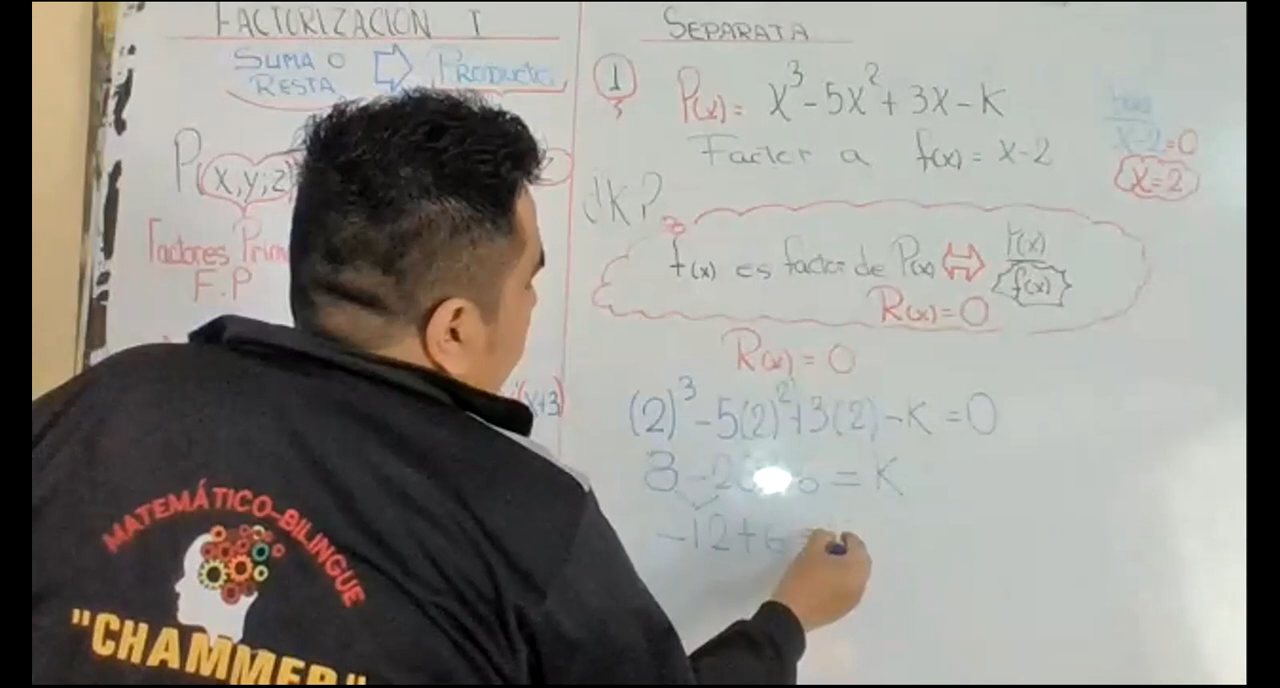 FACTORIZACION I
SUMA O
RESTA
PRODUCTO
P(x,y;z)
Factores
F.P
(x+3)
SEPARATA
1
P(x) = x³ - 5x² + 3x - K
Factor a f(x) = x-2
x-2=0
x=2
¿K?
f(x) es factor de P(x) ⇔ P(x)
f(x)
R(x)=0
R(x) = 0
(2)³ - 5(2)² + 3(2) - K = 0
= K
-12+6
MATEMÁTICO-BILINGUE